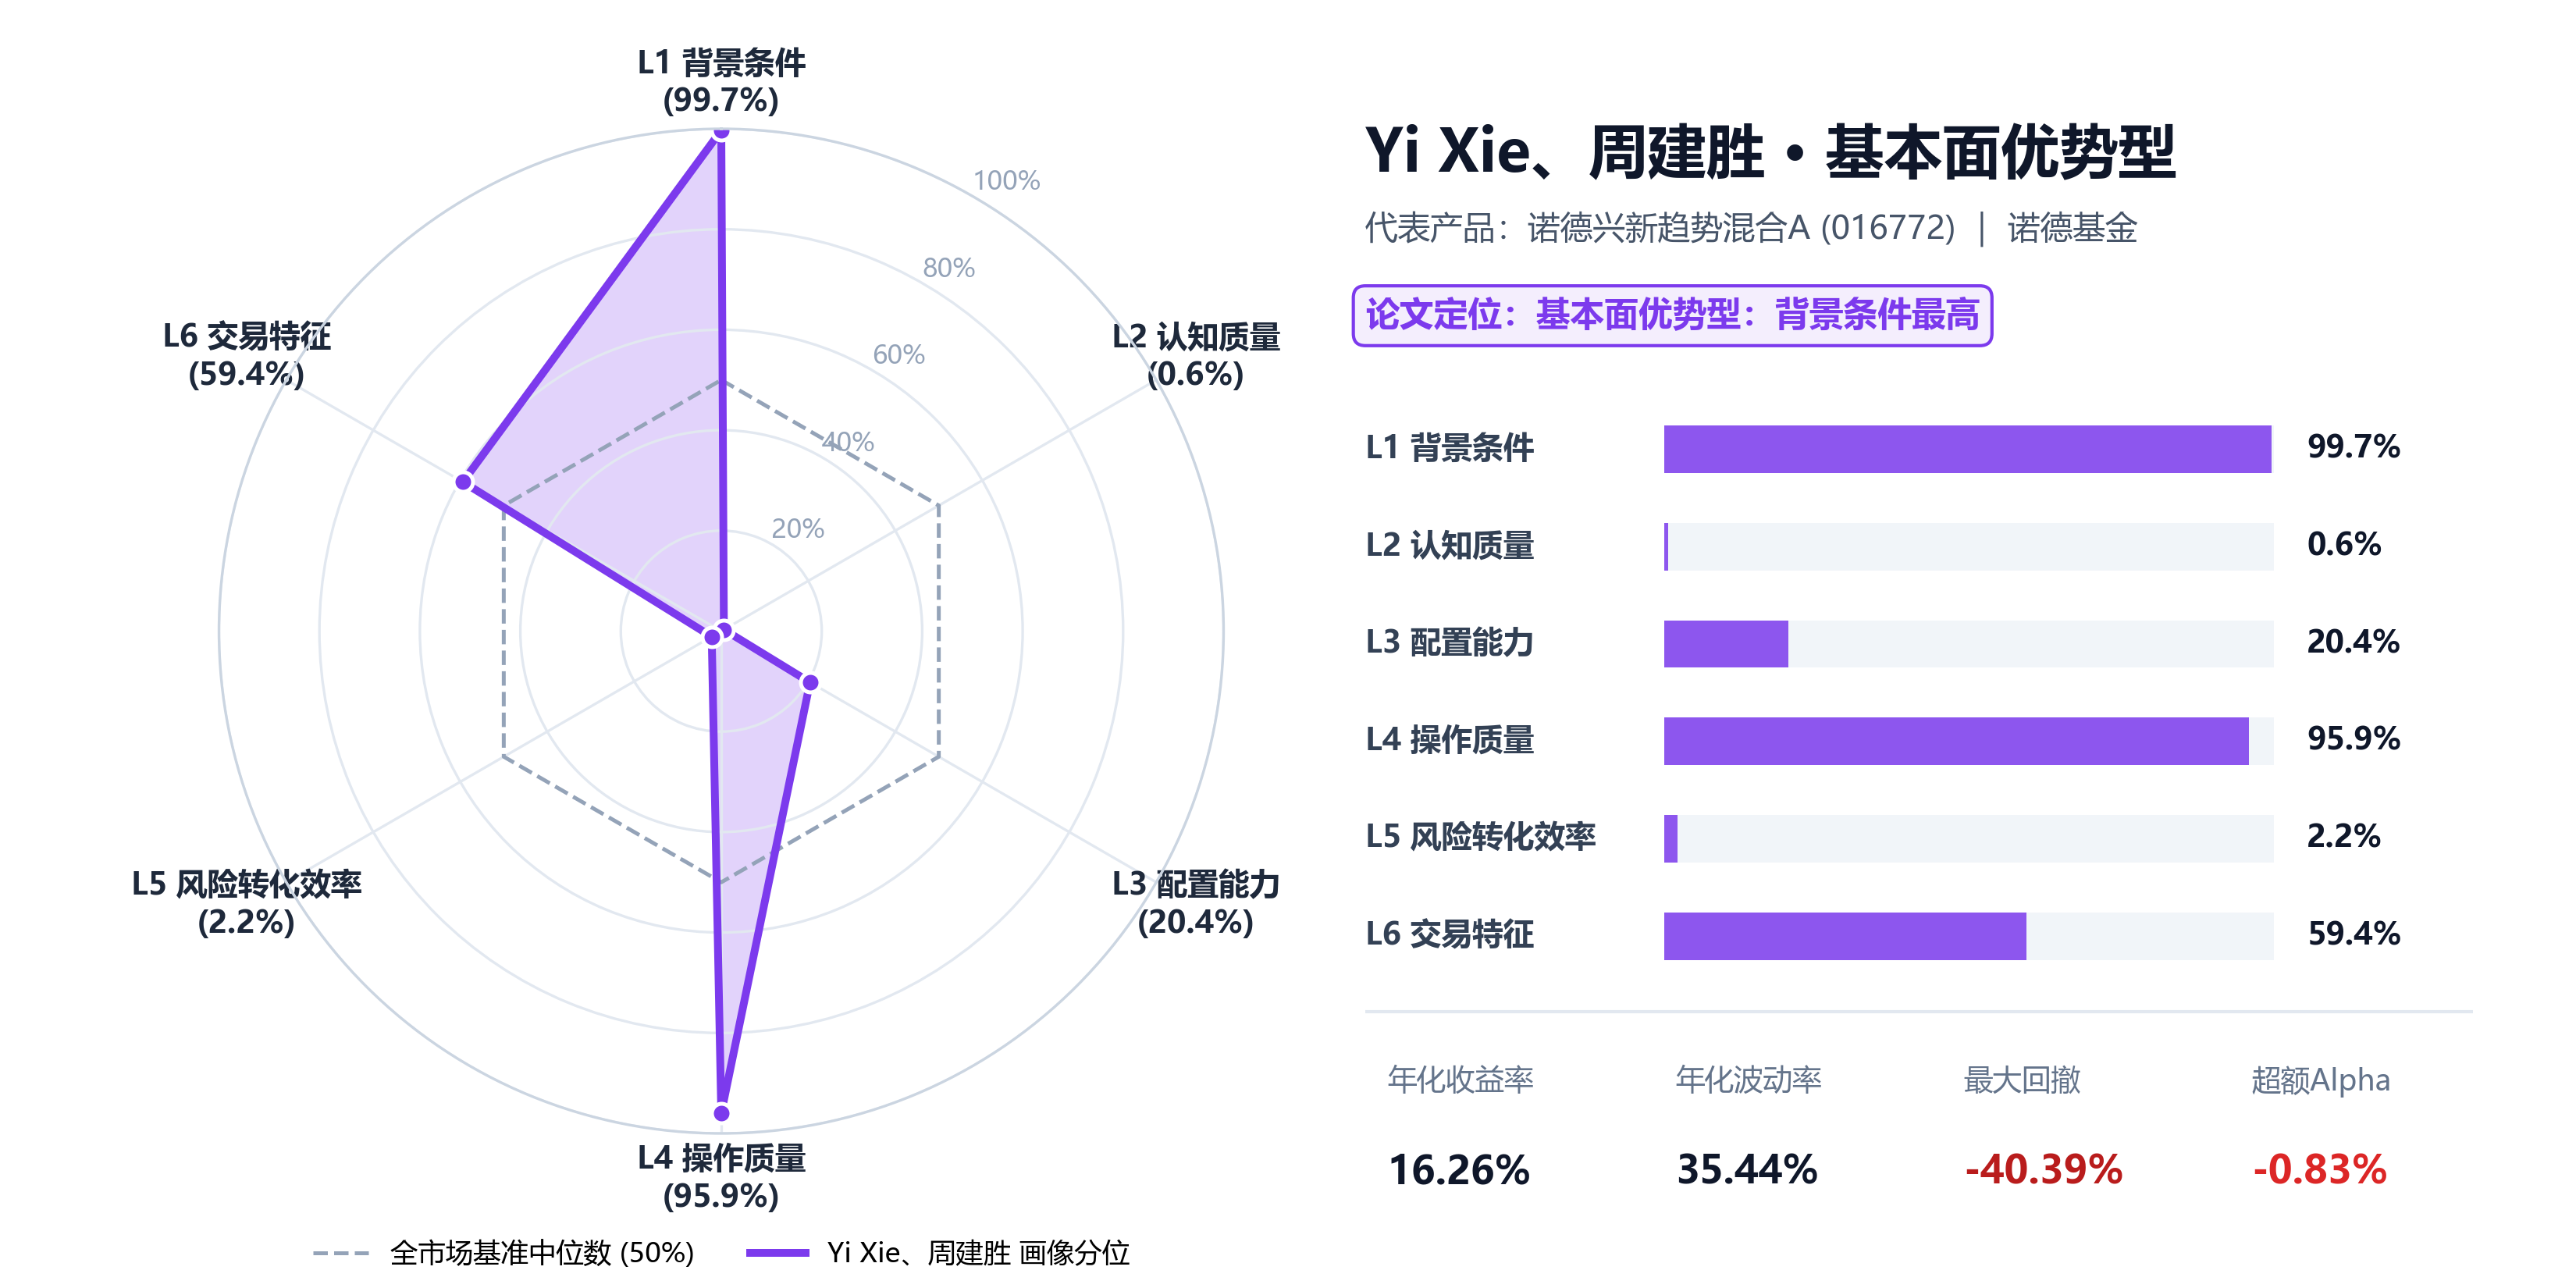 L1 背景条件
(99.7%)
L2 认知质量
(0.6%)
L3 配置能力
(20.4%)
L4 操作质量
(95.9%)
L5 风险转化效率
(2.2%)
L6 交易特征
(59.4%)
100%
80%
60%
40%
20%
全市场基准中位数 (50%)
Yi Xie、周建胜 画像分位
Yi Xie、周建胜 • 基本面优势型
代表产品：诺德兴新趋势混合A (016772) | 诺德基金
论文定位：基本面优势型：背景条件最高
L1 背景条件 99.7%
L2 认知质量 0.6%
L3 配置能力 20.4%
L4 操作质量 95.9%
L5 风险转化效率 2.2%
L6 交易特征 59.4%
年化收益率 年化波动率 最大回撤 超额Alpha
16.26% 35.44% -40.39% -0.83%